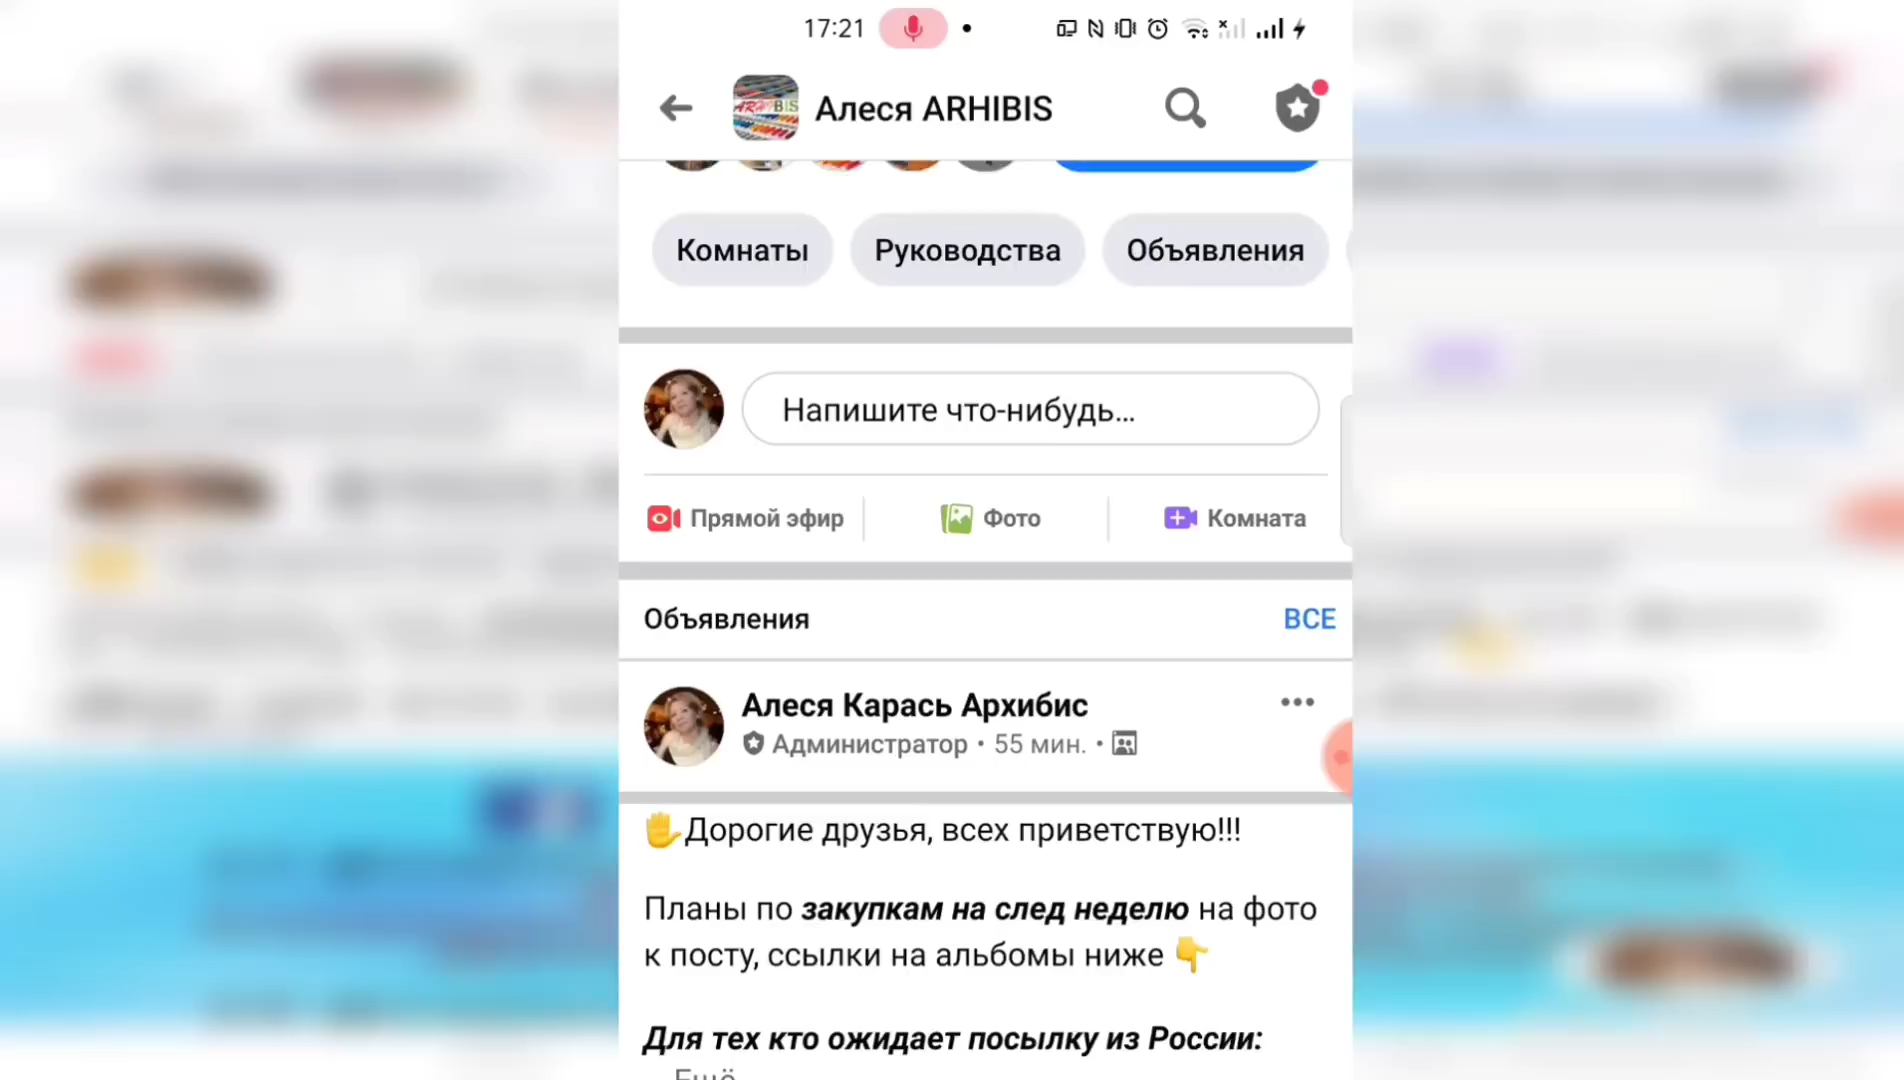 17:21
ARHIBIS
Алеся ARHIBIS
Комнаты
Руководства
Объявления
Напишите что-нибудь...
Прямой эфир
Фото
Комната
Объявления
ВСЕ
Алеся Карась Архибис
Администратор • 55 мин. •
✋Дорогие друзья, всех приветствую!!!
Планы по закупкам на след неделю на фото
к посту, ссылки на альбомы ниже 👇
Для тех кто ожидает посылку из России:
Ещё